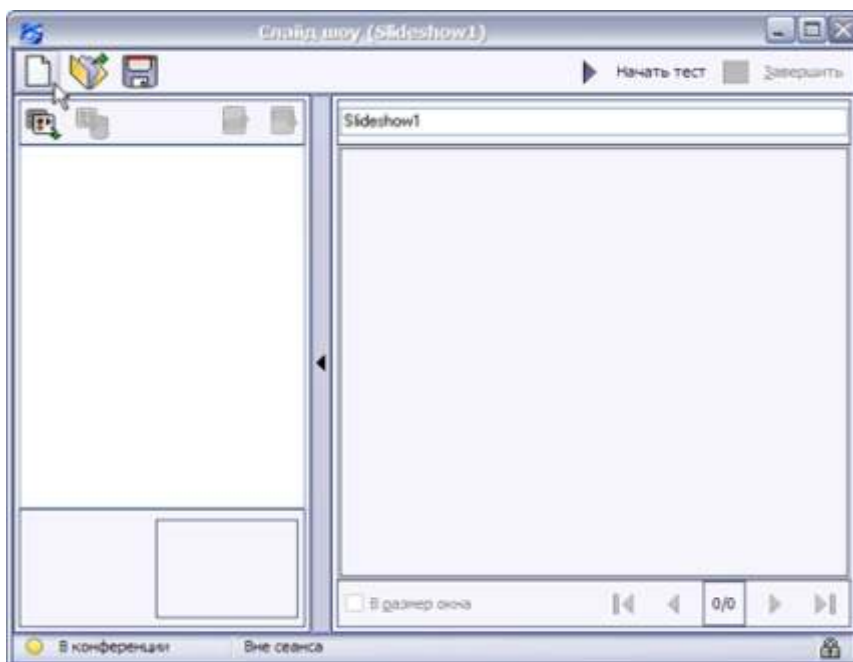 Слайд шоу (Slideshow1)
Начать тест Завершить
Slideshow1
В размер окна 0/0
В конференции Вне сеанса